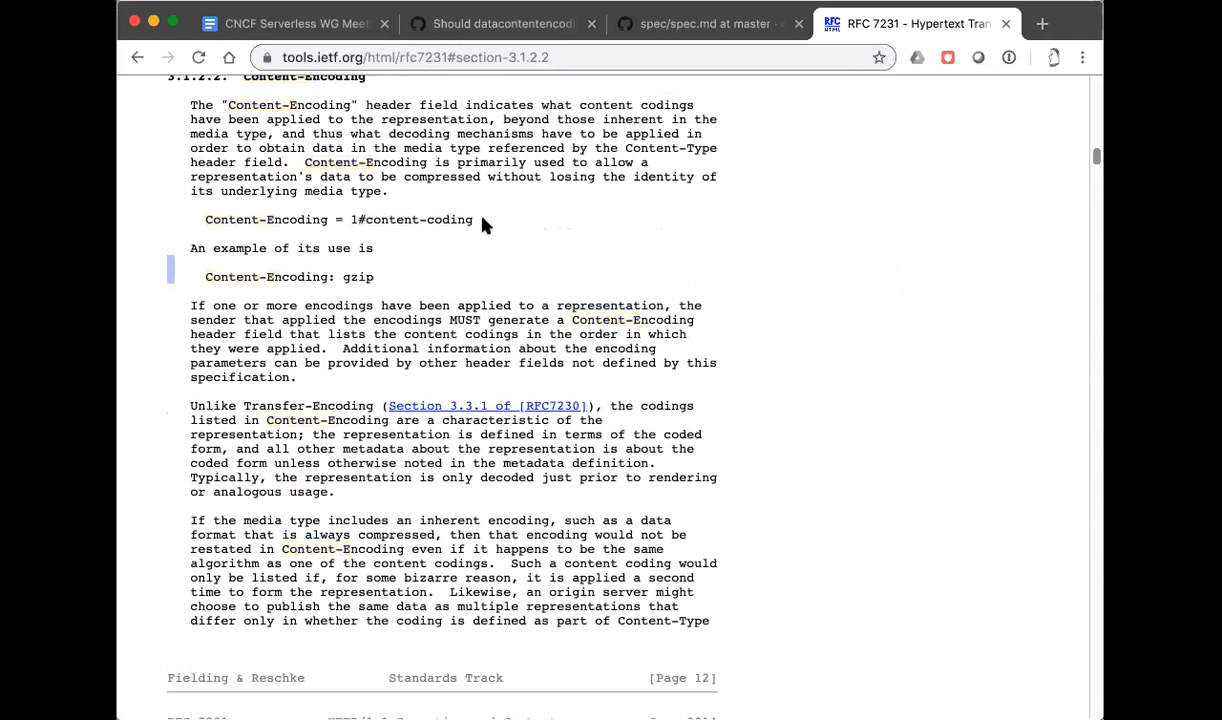 CNCF Serverless WG Mee
Should datacontentencodi
spec/spec.md at master
RFC 7231 - Hypertext Tran
tools.ietf.org/html/rfc7231#section-3.1.2.2
3.1.2.2. Content-Encoding
The "Content-Encoding" header field indicates what content codings
have been applied to the representation, beyond those inherent in the
media type, and thus what decoding mechanisms have to be applied in
order to obtain data in the media type referenced by the Content-Type
header field. Content-Encoding is primarily used to allow a
representation's data to be compressed without losing the identity of
its underlying media type.
Content-Encoding = 1#content-coding
An example of its use is
Content-Encoding: gzip
If one or more encodings have been applied to a representation, the
sender that applied the encodings MUST generate a Content-Encoding
header field that lists the content codings in the order in which
they were applied. Additional information about the encoding
parameters can be provided by other header fields not defined by this
specification.
Unlike Transfer-Encoding (Section 3.3.1 of [RFC7230]), the codings
listed in Content-Encoding are a characteristic of the
representation; the representation is defined in terms of the coded
form, and all other metadata about the representation is about the
coded form unless otherwise noted in the metadata definition.
Typically, the representation is only decoded just prior to rendering
or analogous usage.
If the media type includes an inherent encoding, such as a data
format that is always compressed, then that encoding would not be
restated in Content-Encoding even if it happens to be the same
algorithm as one of the content codings. Such a content coding would
only be listed if, for some bizarre reason, it is applied a second
time to form the representation. Likewise, an origin server might
choose to publish the same data as multiple representations that
differ only in whether the coding is defined as part of Content-Type
Fielding & Reschke Standards Track [Page 12]